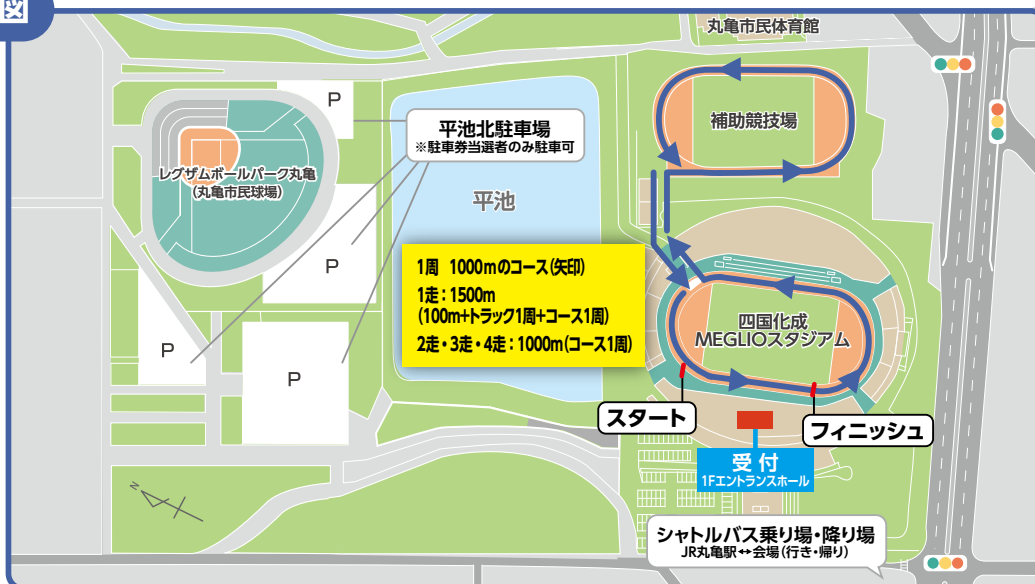 図
丸亀市民体育館
P
平池北駐車場
※駐車券当選者のみ駐車可
補助競技場
レグザムボールパーク丸亀
(丸亀市民球場)
平池
P
1周 1000mのコース(矢印)
1走：1500m
(100m+トラック1周+コース1周)
2走・3走・4走：1000m(コース1周)
四国化成
MEGLIOスタジアム
P
P
スタート
フィニッシュ
受付
1Fエントランスホール
N
シャトルバス乗り場・降り場
JR丸亀駅↔会場(行き・帰り)